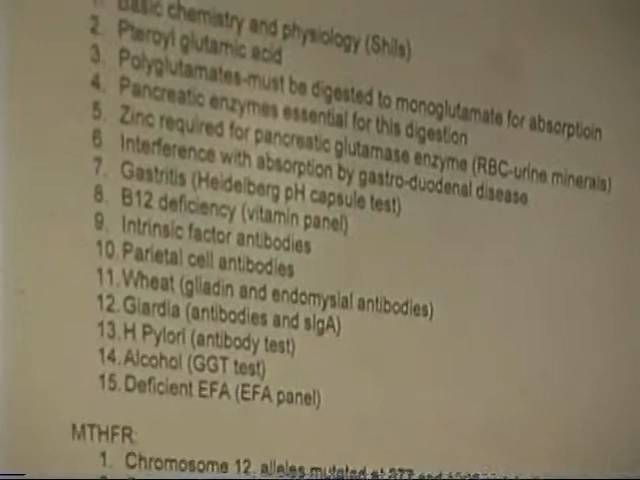 1. Basic chemistry and physiology (Shils)
2. Pteroyl glutamic acid
3. Polyglutamates-must be digested to monoglutamate for absorptioin
4. Pancreatic enzymes essential for this digestion
5. Zinc required for pancreatic glutamase enzyme (RBC-urine minerals)
6 Interference with absorption by gastro-duodenal disease
7. Gastritis (Heidelberg pH capsule test)
8. B12 deficiency (vitamin panel)
9. Intrinsic factor antibodies
10. Parietal cell antibodies
11. Wheat (gliadin and endomysial antibodies)
12. Giardia (antibodies and sIgA)
13. H Pylori (antibody test)
14. Alcohol (GGT test)
15. Deficient EFA (EFA panel)
MTHFR:
1. Chromosome 12, alleles mutated at 677 and